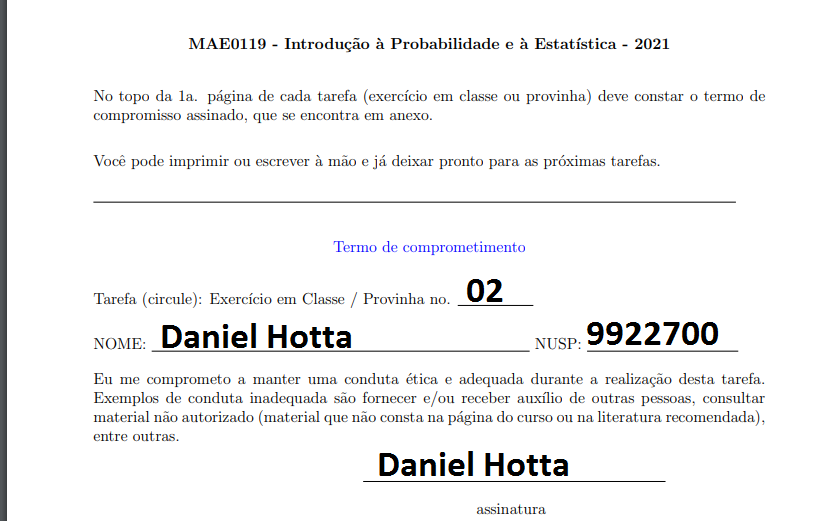 MAE0119 - Introdução à Probabilidade e à Estatística - 2021
No topo da 1a. página de cada tarefa (exercício em classe ou provinha) deve constar o termo de
compromisso assinado, que se encontra em anexo.
Você pode imprimir ou escrever à mão e já deixar pronto para as próximas tarefas.
Termo de comprometimento
Tarefa (circule): Exercício em Classe / Provinha no. 02
NOME: Daniel Hotta NUSP: 9922700
Eu me comprometo a manter uma conduta ética e adequada durante a realização desta tarefa.
Exemplos de conduta inadequada são fornecer e/ou receber auxílio de outras pessoas, consultar
material não autorizado (material que não consta na página do curso ou na literatura recomendada),
entre outras.
Daniel Hotta
assinatura